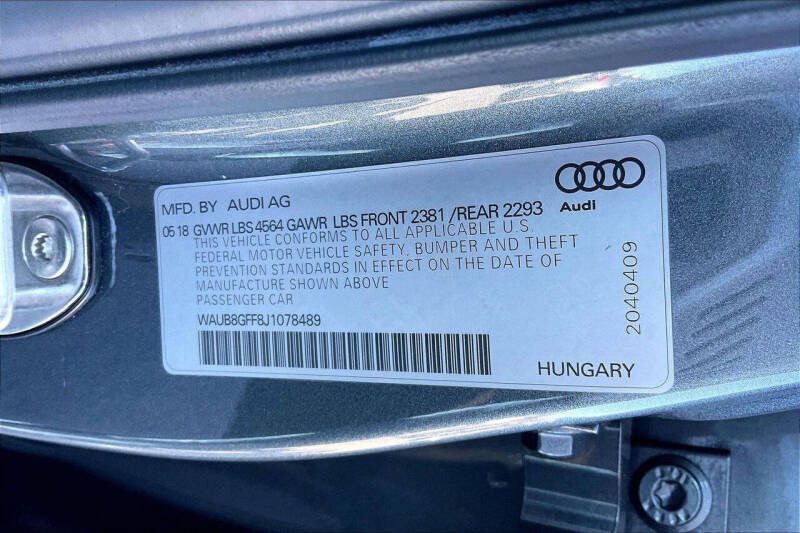 MFD. BY AUDI AG
Audi
05 18 GVWR LBS 4564 GAWR LBS FRONT 2381 /REAR 2293
THIS VEHICLE CONFORMS TO ALL APPLICABLE U.S.
FEDERAL MOTOR VEHICLE SAFETY, BUMPER AND THEFT
PREVENTION STANDARDS IN EFFECT ON THE DATE OF
MANUFACTURE SHOWN ABOVE
PASSENGER CAR
WAUB8GFF8J1078489
HUNGARY
2040409